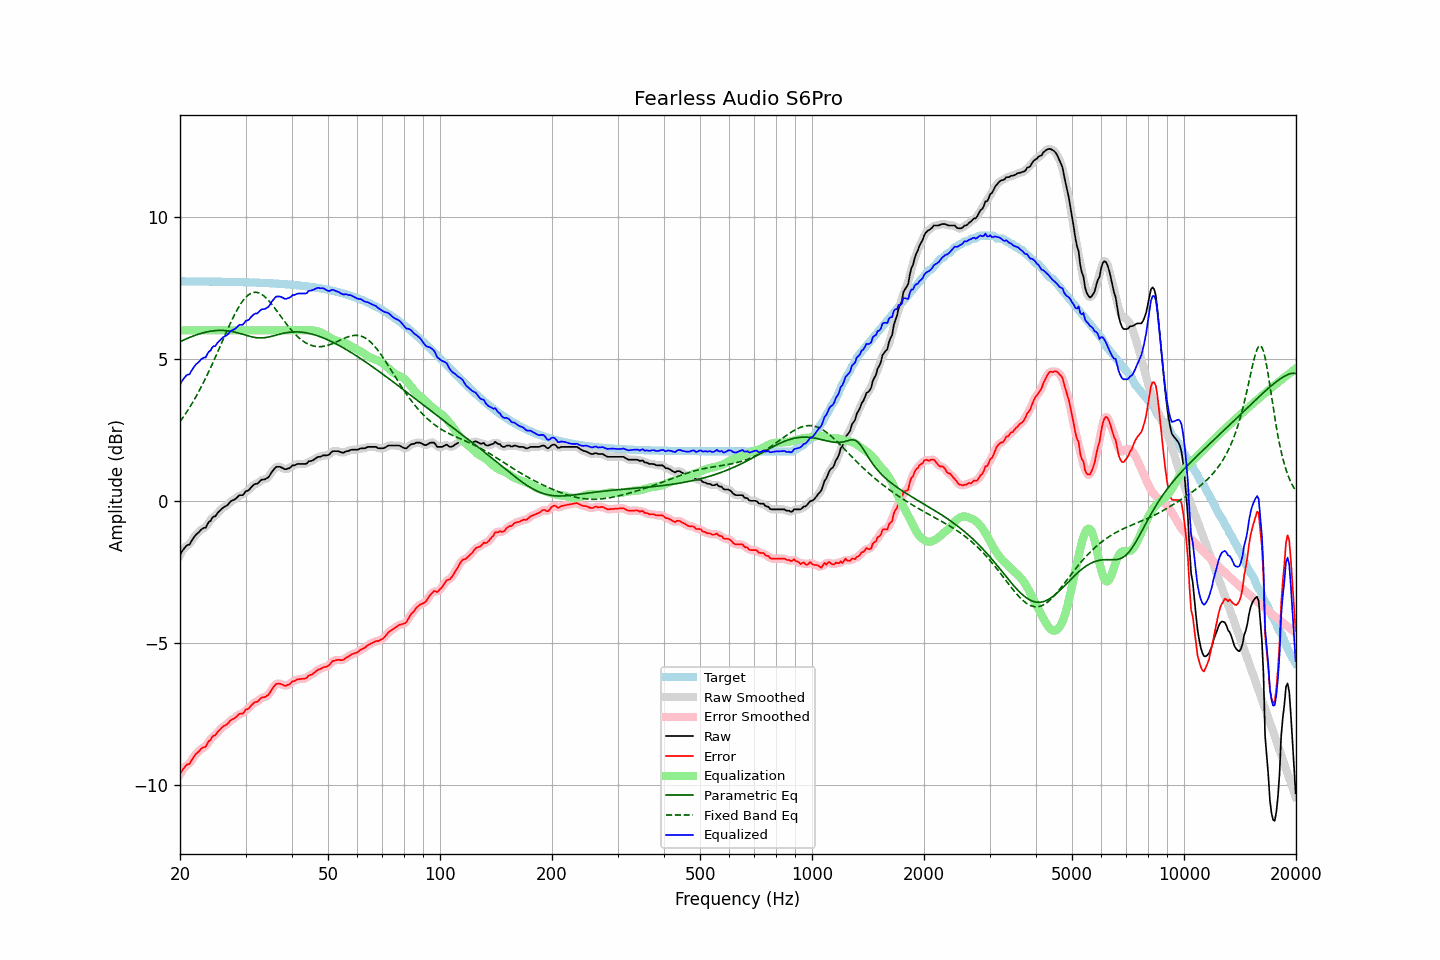 Fearless Audio S6Pro
Amplitude (dBr)
10
5
0
−5
−10
Target
Raw Smoothed
Error Smoothed
Raw
Error
Equalization
Parametric Eq
Fixed Band Eq
Equalized
20 50 100 200 500 1000 2000 5000 10000 20000
Frequency (Hz)